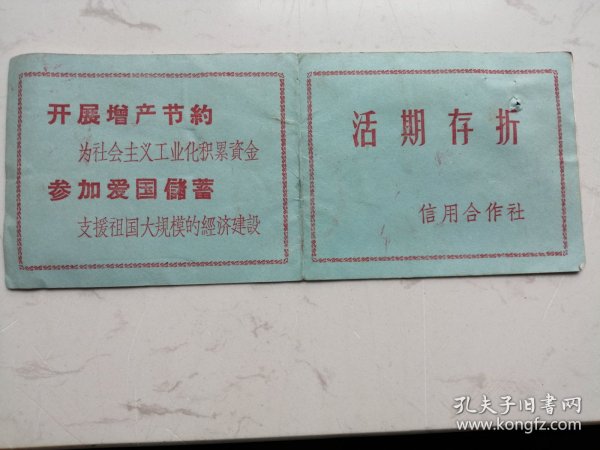 开展增产节約
为社会主义工业化积累資金
参加爱国儲蓄
支援祖国大规模的經济建設
活期存折
信用合作社
孔夫子旧书网
www.kongfz.com